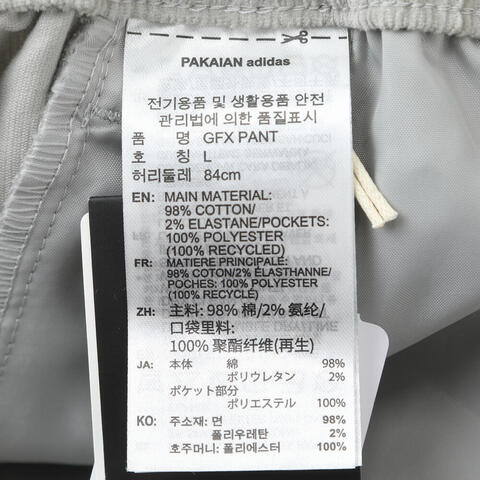 PAKAIAN adidas
전기용품 및 생활용품 안전
관리법에 의한 품질표시
품 명 GFX PANT
호 칭 L
허리둘레 84cm
EN: MAIN MATERIAL:
98% COTTON/
2% ELASTANE/POCKETS:
100% POLYESTER
(100% RECYCLED)
FR: MATIERE PRINCIPALE:
98% COTON/2% ÉLASTHANNE/
POCHES: 100% POLYESTER
(100% RECYCLÉ)
ZH: 主料: 98% 棉/2% 氨纶/
口袋里料:
100% 聚酯纤维(再生)
JA: 本体 綿 98%
ポリウレタン 2%
ポケット部分
ポリエステル 100%
KO: 주소재: 면 98%
폴리우레탄 2%
호주머니: 폴리에스터 100%